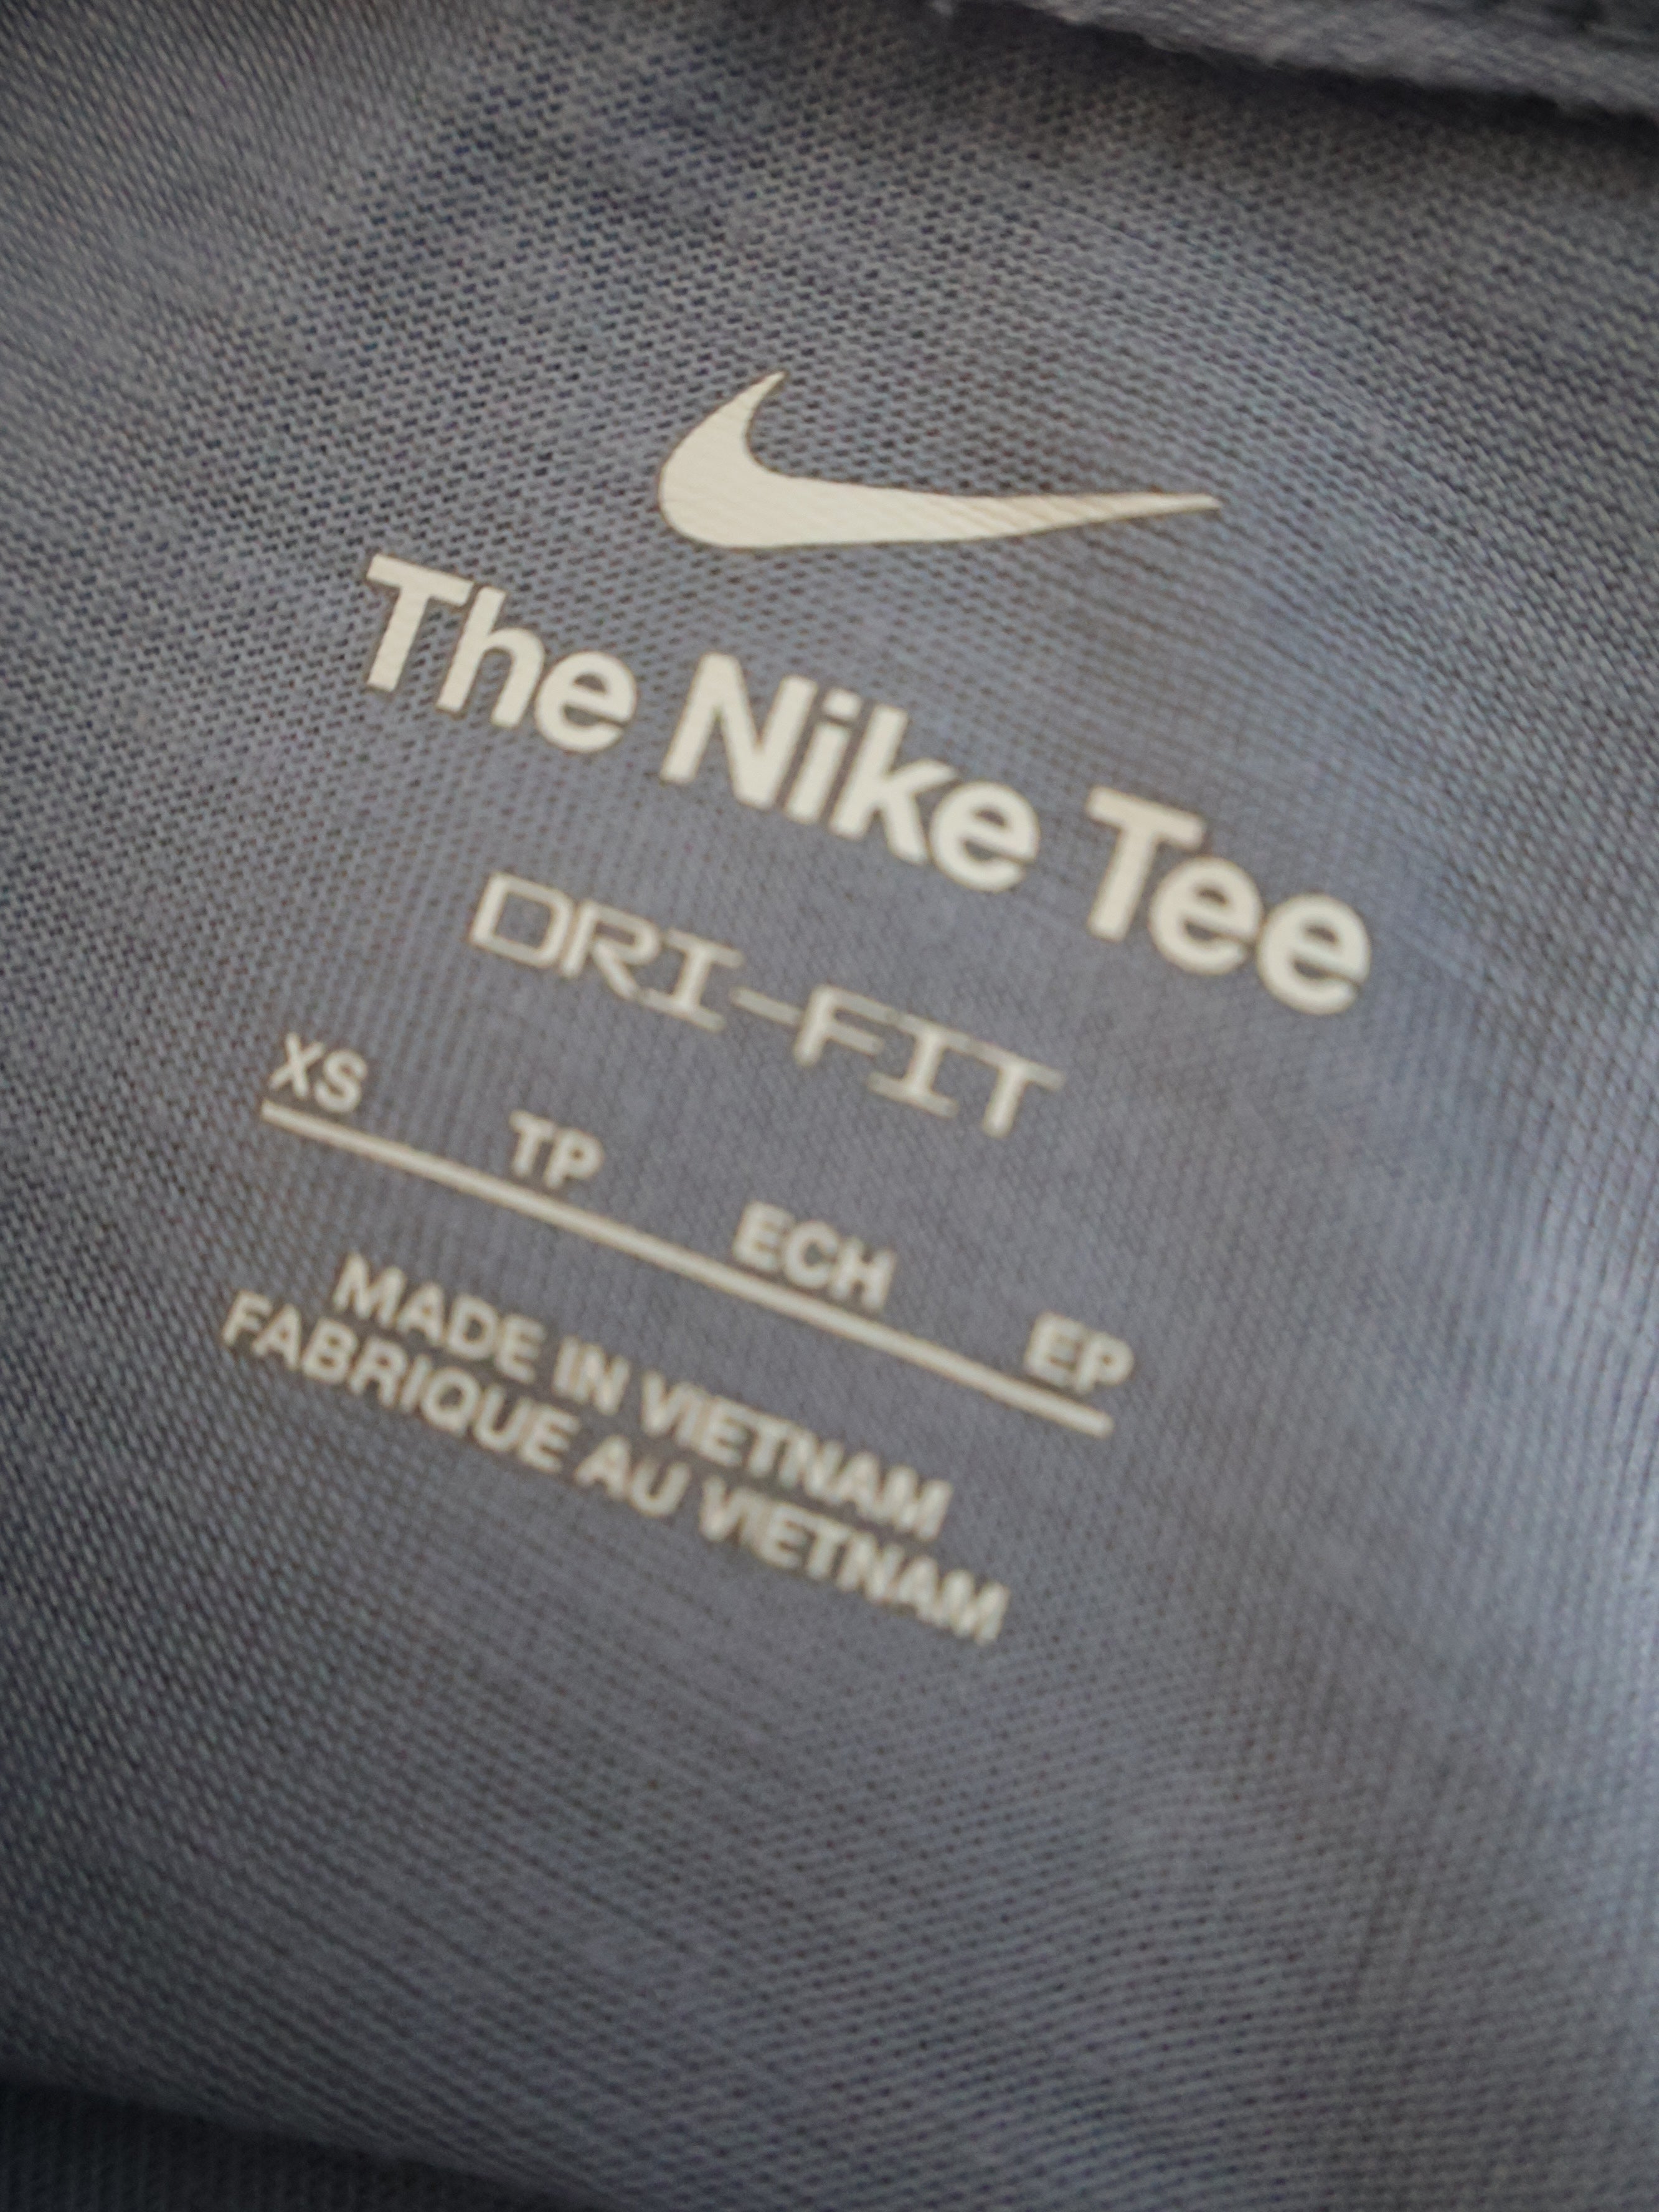 The Nike Tee
DRI-FIT
XS TP ECH EP
MADE IN VIETNAM
FABRIQUE AU VIETNAM